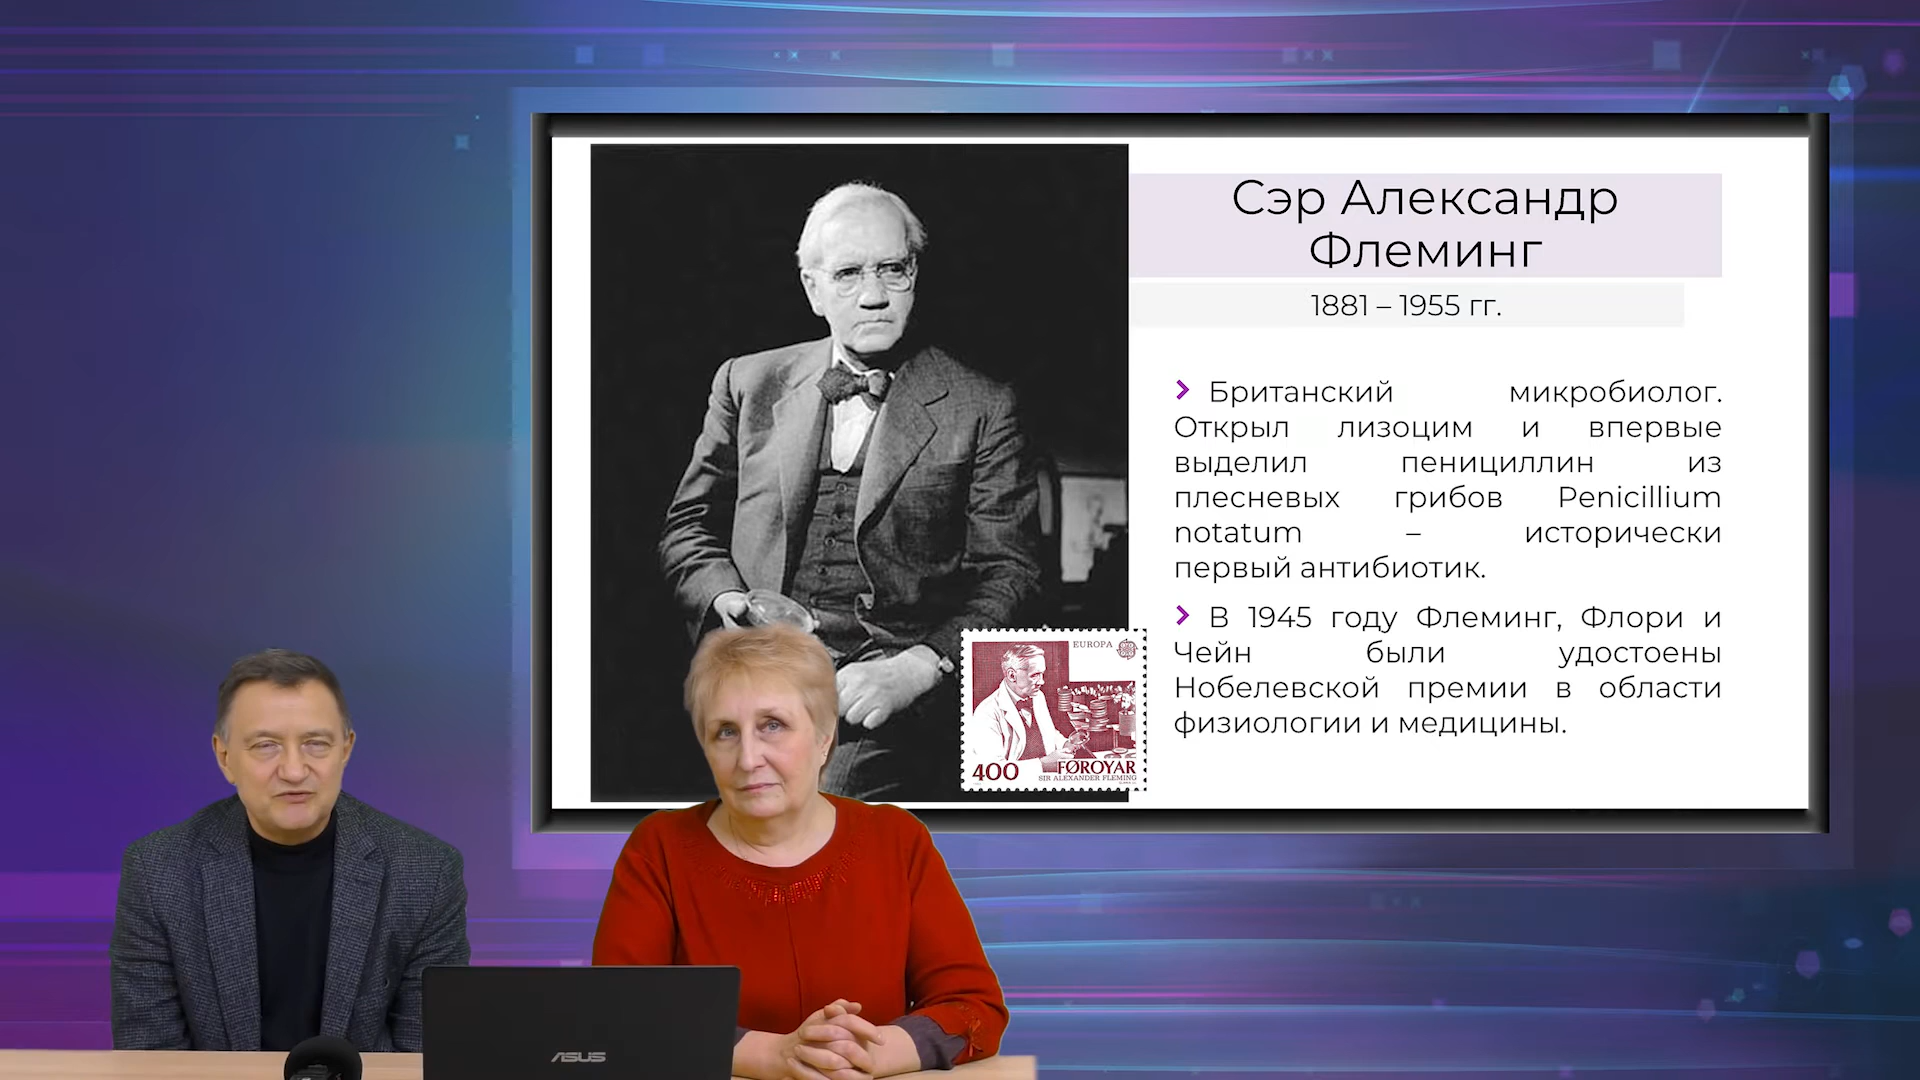 Сэр Александр
Флеминг
1881 – 1955 гг.
Британский микробиолог.
Открыл лизоцим и впервые
выделил пенициллин из
плесневых грибов Penicillium
notatum – исторически
первый антибиотик.
В 1945 году Флеминг, Флори и
Чейн были удостоены
Нобелевской премии в области
физиологии и медицины.
EUROPA
400 FØROYAR
SIR ALEXANDER FLEMING
ASUS